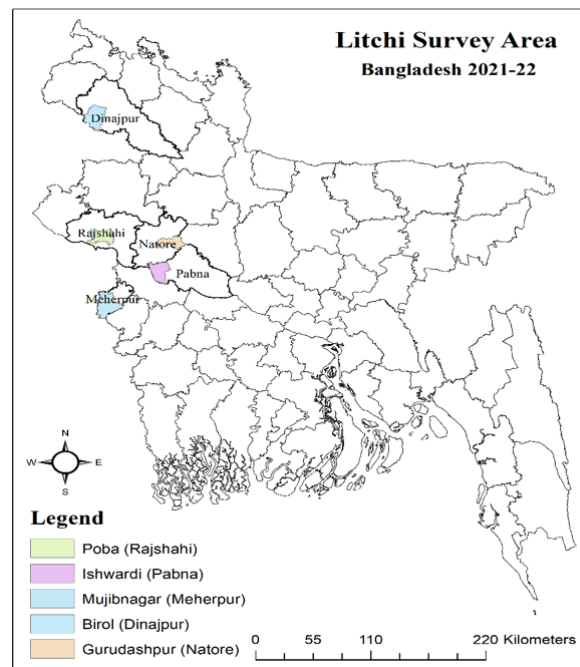 Litchi Survey Area
Bangladesh 2021-22
Dinajpur
Rajshahi
Natore
Pabna
Meherpur
N
W E
S
Legend
Poba (Rajshahi)
Ishwardi (Pabna)
Mujibnagar (Meherpur)
Birol (Dinajpur)
Gurudashpur (Natore)
0 55 110 220 Kilometers